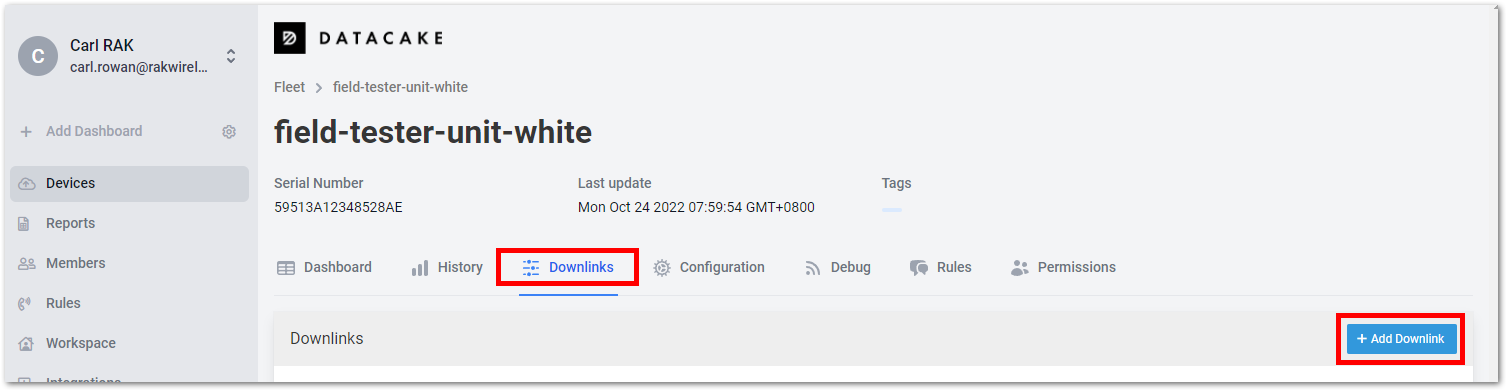 C
Carl RAK
carl.rowan@rakwirel...
Add Dashboard
Devices
Reports
Members
Rules
Workspace
Integrations
DATACAKE
Fleet > field-tester-unit-white
field-tester-unit-white
Serial Number Last update Tags
59513A12348528AE Mon Oct 24 2022 07:59:54 GMT+0800
Dashboard History Downlinks Configuration Debug Rules Permissions
Downlinks + Add Downlink